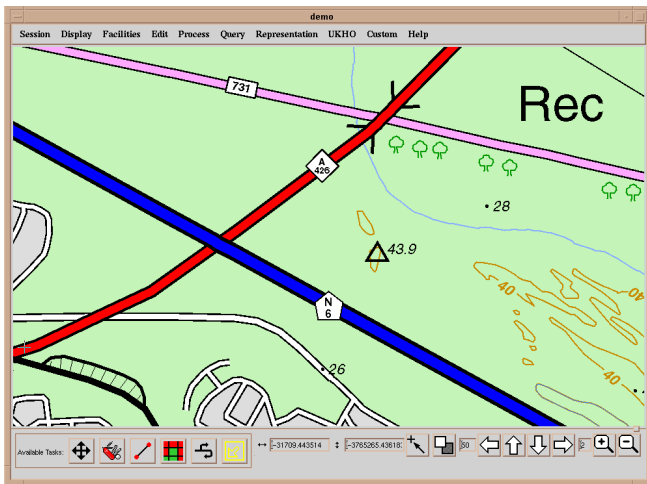 demo
Session Display Facilities Edit Process Query Representation UKHO Custom Help
731
Rec
A
426
28
43.9
40
40
N
6
26
40
Available Tasks:
-31709.443514
-3765265.43618
50
2